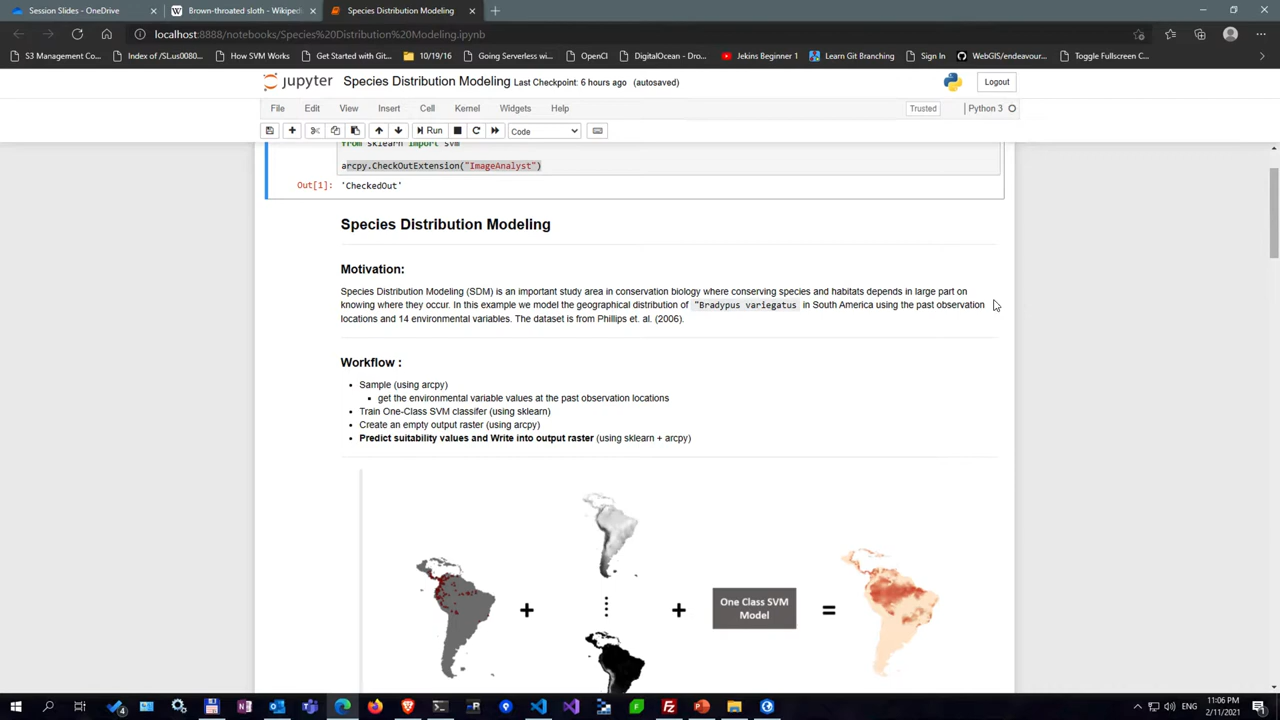 Session Slides - OneDrive
Brown-throated sloth - Wikipedi
Species Distribution Modeling
localhost:8888/notebooks/Species%20Distribution%20Modeling.ipynb
S3 Management Co...
Index of /SLus0080...
How SVM Works
Get Started with Git...
10/19/16
Going Serverless wi...
OpenCI
DigitalOcean - Dro...
Jekins Beginner 1
Learn Git Branching
Sign In
WebGIS/endeavour...
Toggle Fullscreen C...
jupyter Species Distribution Modeling Last Checkpoint: 6 hours ago (autosaved)
Logout
File Edit View Insert Cell Kernel Widgets Help
Trusted
Python 3
Run
Code
from sklearn import svm
arcpy.CheckOutExtension("ImageAnalyst")
Out[1]: 'CheckedOut'
Species Distribution Modeling
Motivation:
Species Distribution Modeling (SDM) is an important study area in conservation biology where conserving species and habitats depends in large part on
knowing where they occur. In this example we model the geographical distribution of "Bradypus variegatus in South America using the past observation
locations and 14 environmental variables. The dataset is from Phillips et. al. (2006).
Workflow :
• Sample (using arcpy)
▪ get the environmental variable values at the past observation locations
• Train One-Class SVM classifer (using sklearn)
• Create an empty output raster (using arcpy)
• Predict suitability values and Write into output raster (using sklearn + arcpy)
+
+
One Class SVM
Model
=
ENG
11:06 PM
2/11/2021